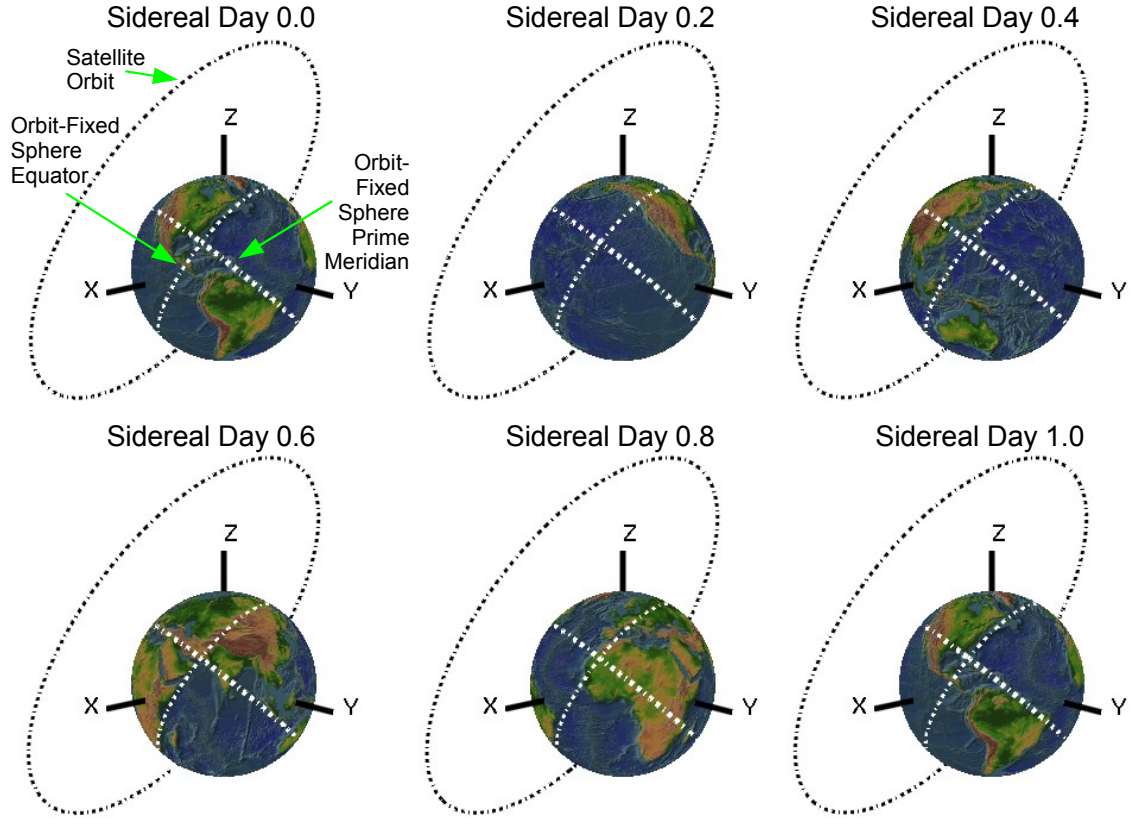 Sidereal Day 0.0
Satellite
Orbit
Orbit-Fixed
Sphere
Equator
Orbit-
Fixed
Sphere
Prime
Meridian
Z
X
Y
Sidereal Day 0.2
Z
X
Y
Sidereal Day 0.4
Z
X
Y
Sidereal Day 0.6
Z
X
Y
Sidereal Day 0.8
Z
X
Y
Sidereal Day 1.0
Z
X
Y